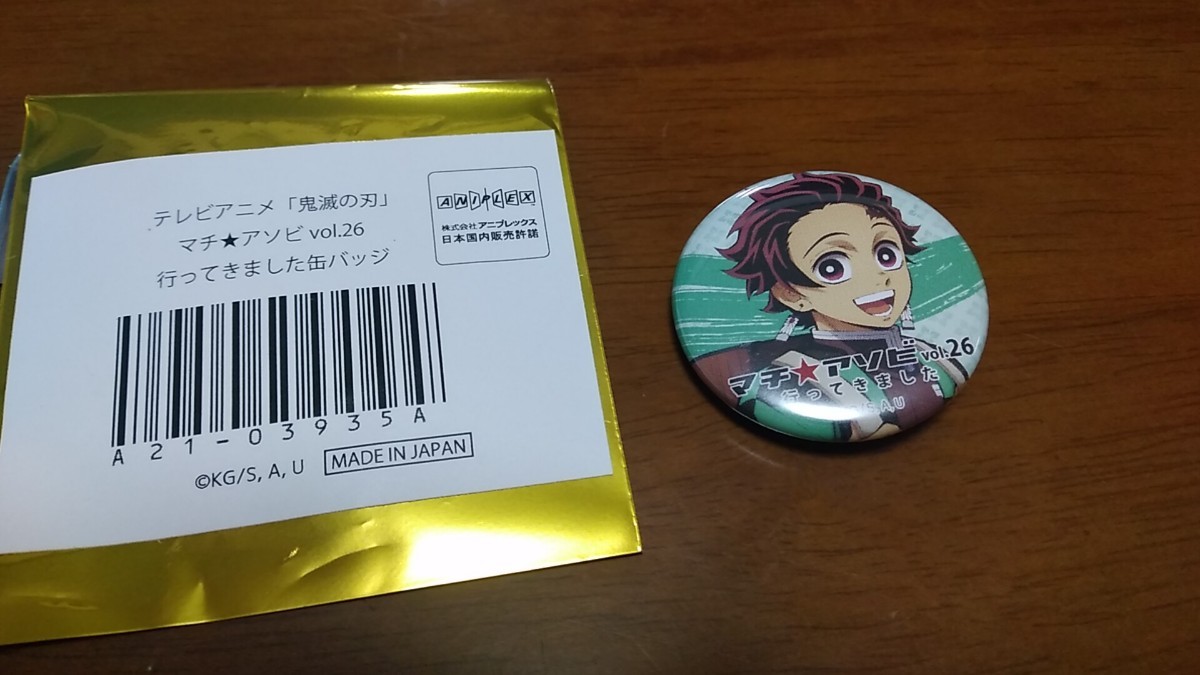 テレビアニメ「鬼滅の刃」
マチ★アソビ vol.26
行ってきました缶バッジ
ANIPLEX
株式会社アニプレックス
日本国内販売許諾
A21-03935A
©KG/S, A, U
MADE IN JAPAN
マチ★アソビ vol.26
行ってきました
S, A, U